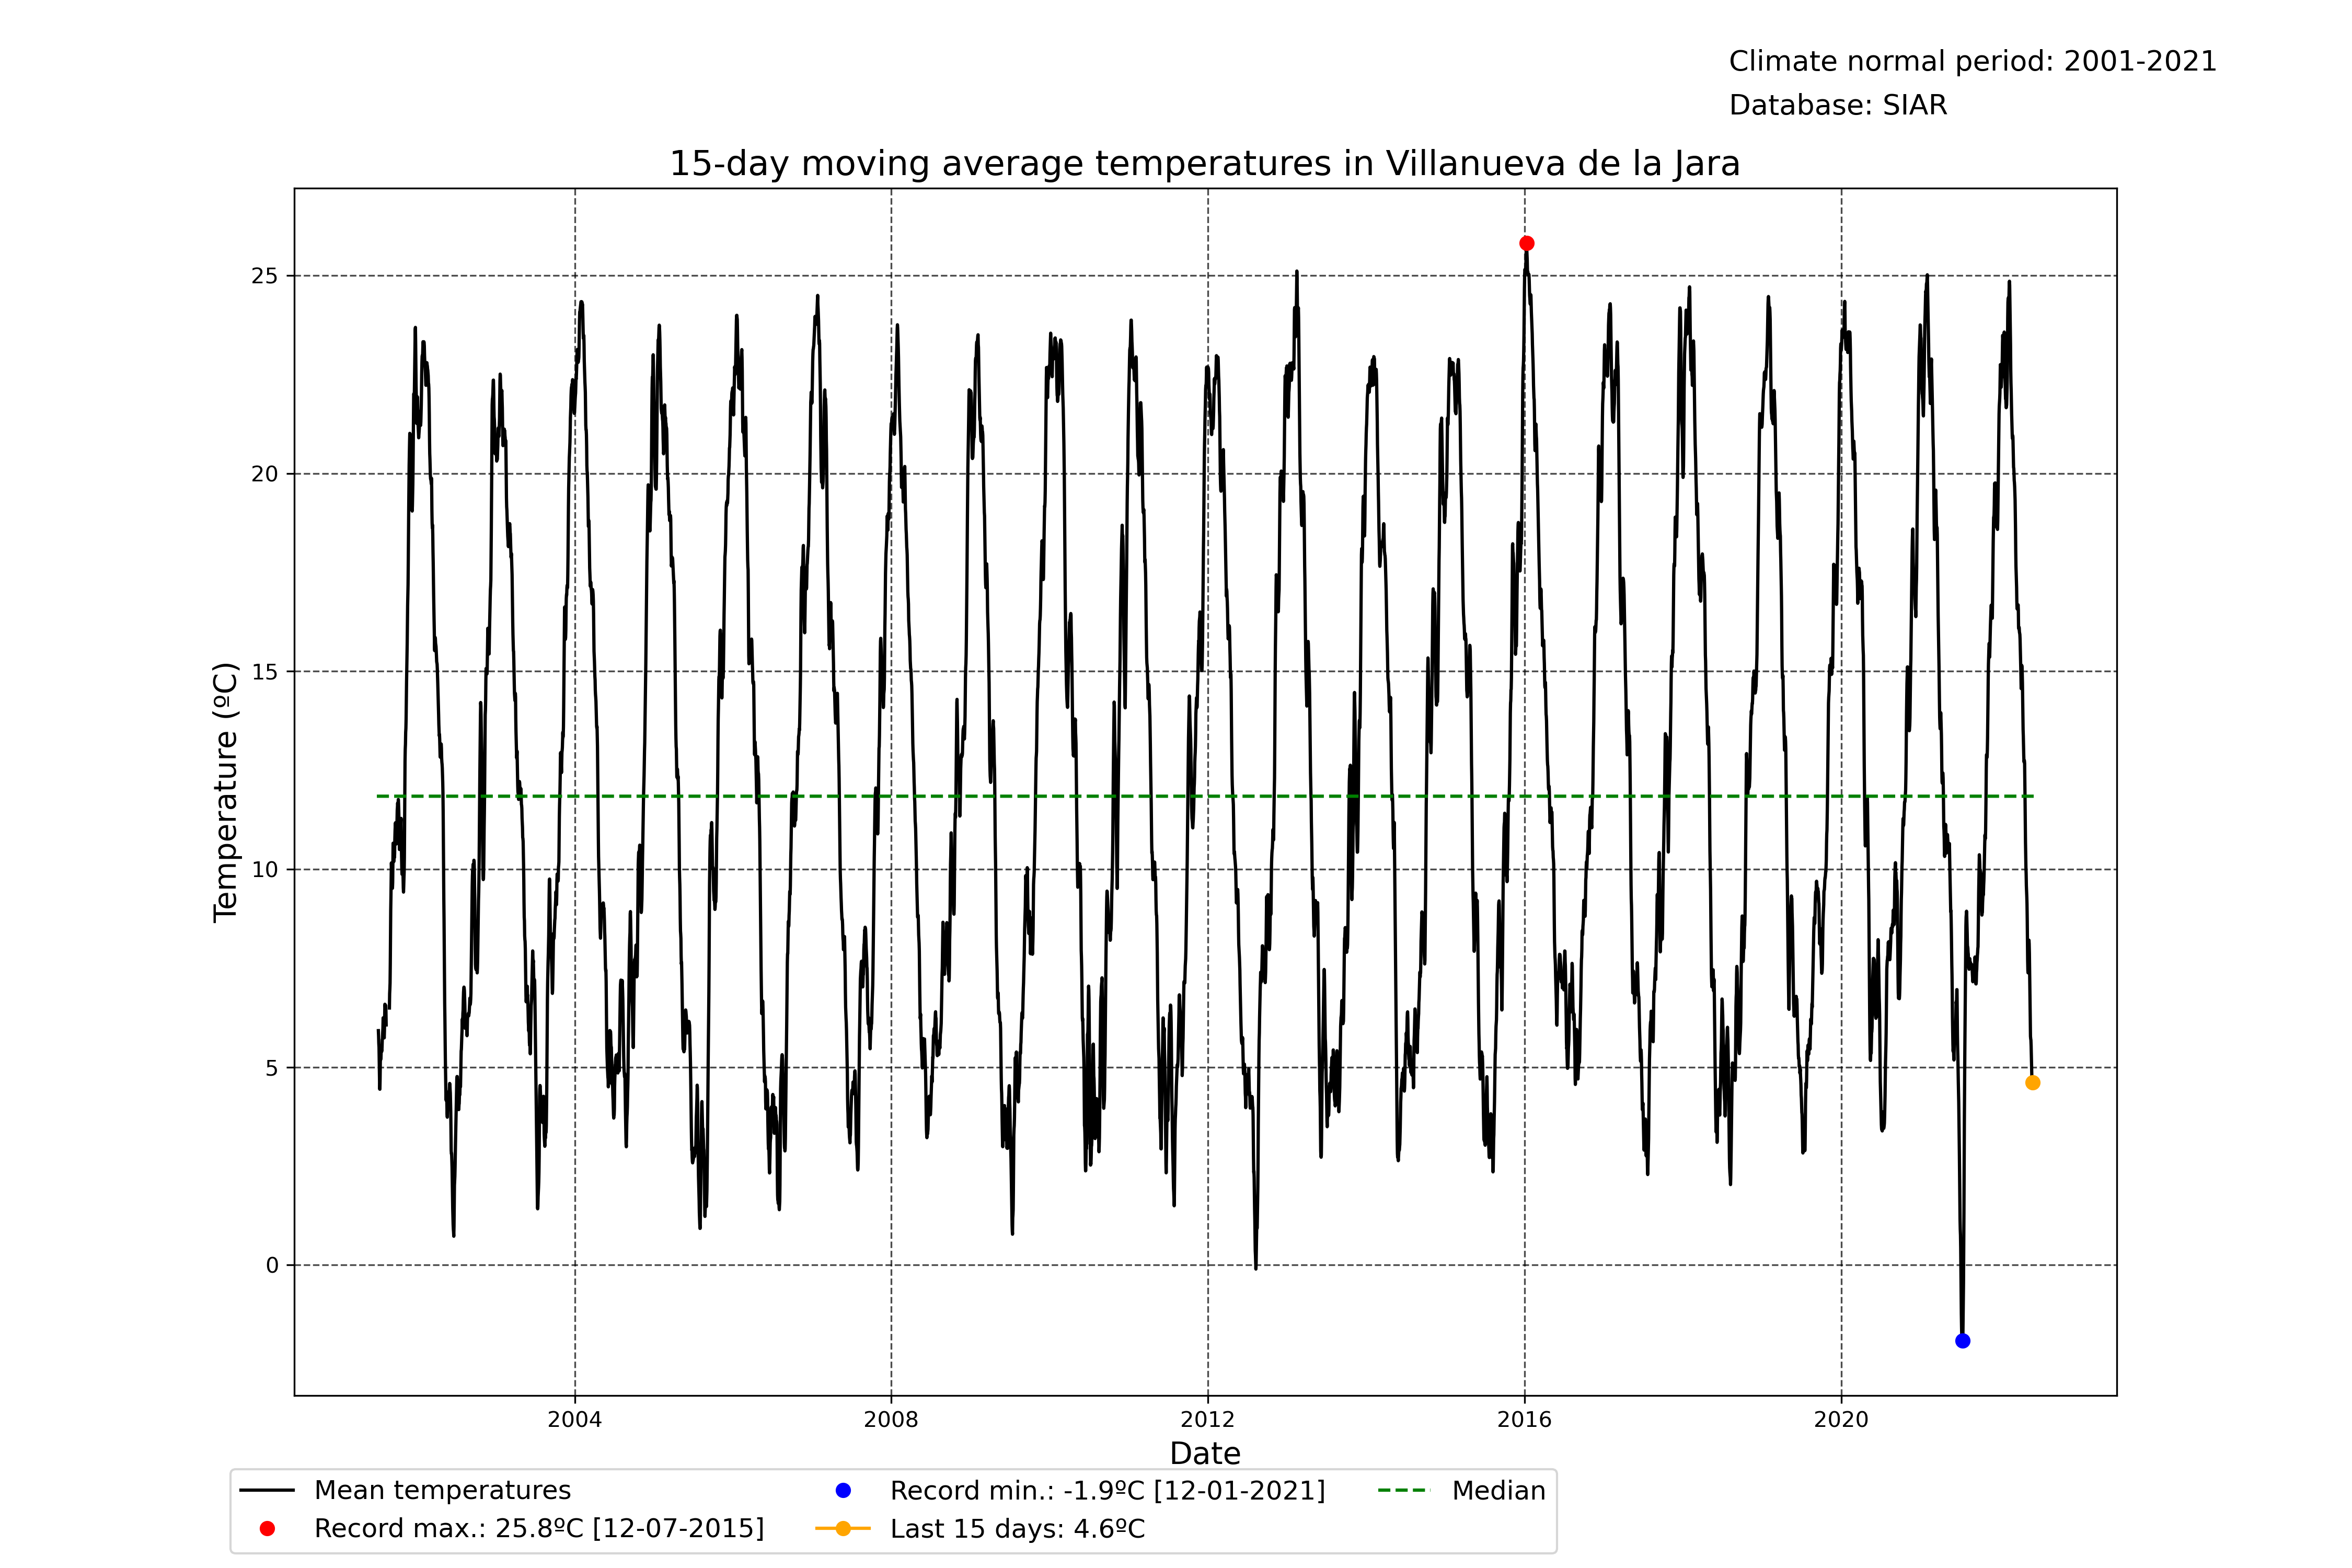 Climate normal period: 2001-2021
Database: SIAR
15-day moving average temperatures in Villanueva de la Jara
25
20
15
10
5
0
Temperature (ºC)
2004 2008 2012 2016 2020
Date
Mean temperatures
Record max.: 25.8ºC [12-07-2015]
Record min.: -1.9ºC [12-01-2021]
Last 15 days: 4.6ºC
Median